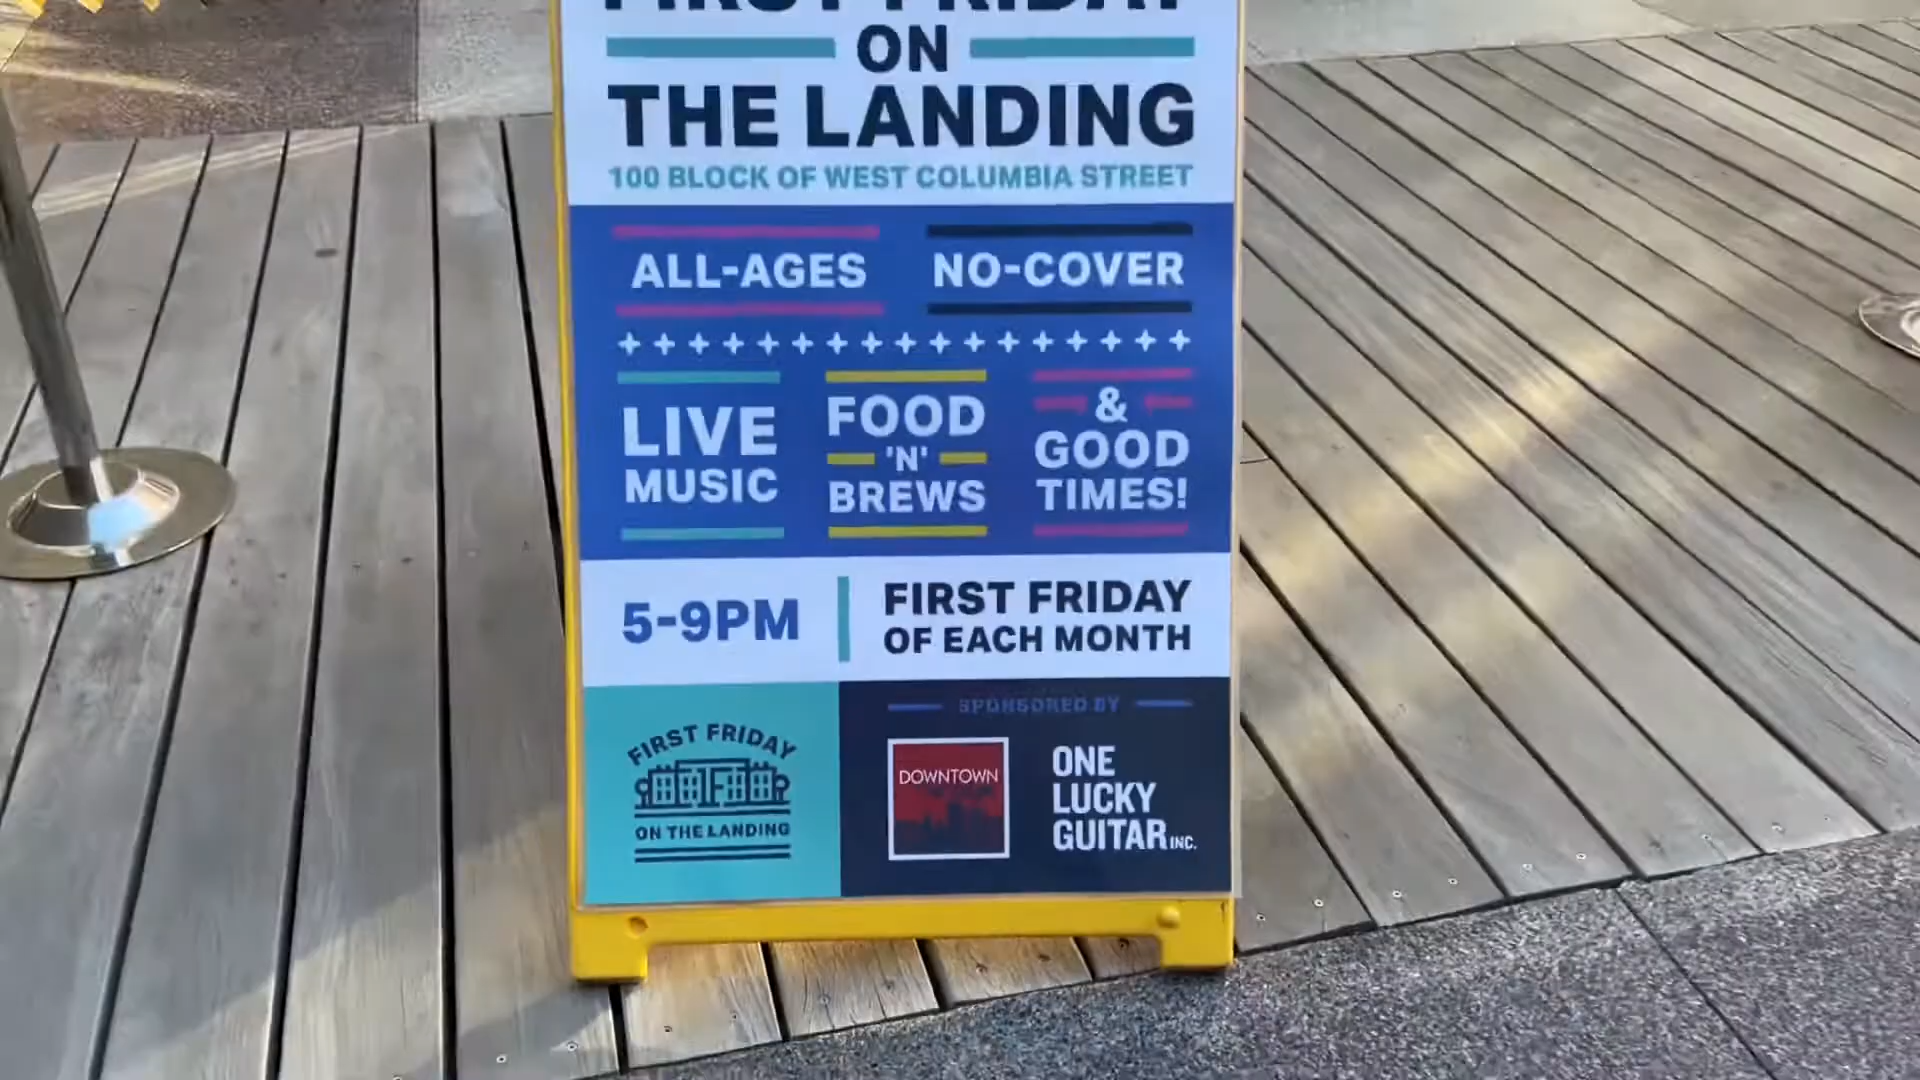 FIRST FRIDAY
ON
THE LANDING
100 BLOCK OF WEST COLUMBIA STREET
ALL-AGES
NO-COVER
LIVE
MUSIC
FOOD
'N'
BREWS
&
GOOD
TIMES!
5-9PM
FIRST FRIDAY
OF EACH MONTH
FIRST FRIDAY
ON THE LANDING
SPONSORED BY
DOWNTOWN
ONE
LUCKY
GUITAR INC.